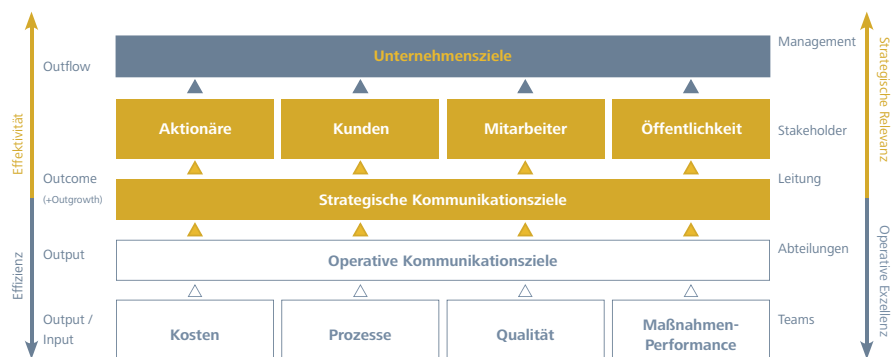 Unternehmensziele
Management
Outflow
Aktionäre
Kunden
Mitarbeiter
Öffentlichkeit
Stakeholder
Effektivität
Strategische Relevanz
Outcome
(+Outgrowth)
Strategische Kommunikationsziele
Leitung
Output
Operative Kommunikationsziele
Abteilungen
Effizienz
Operative Exzellenz
Output /
Input
Kosten
Prozesse
Qualität
Maßnahmen-
Performance
Teams